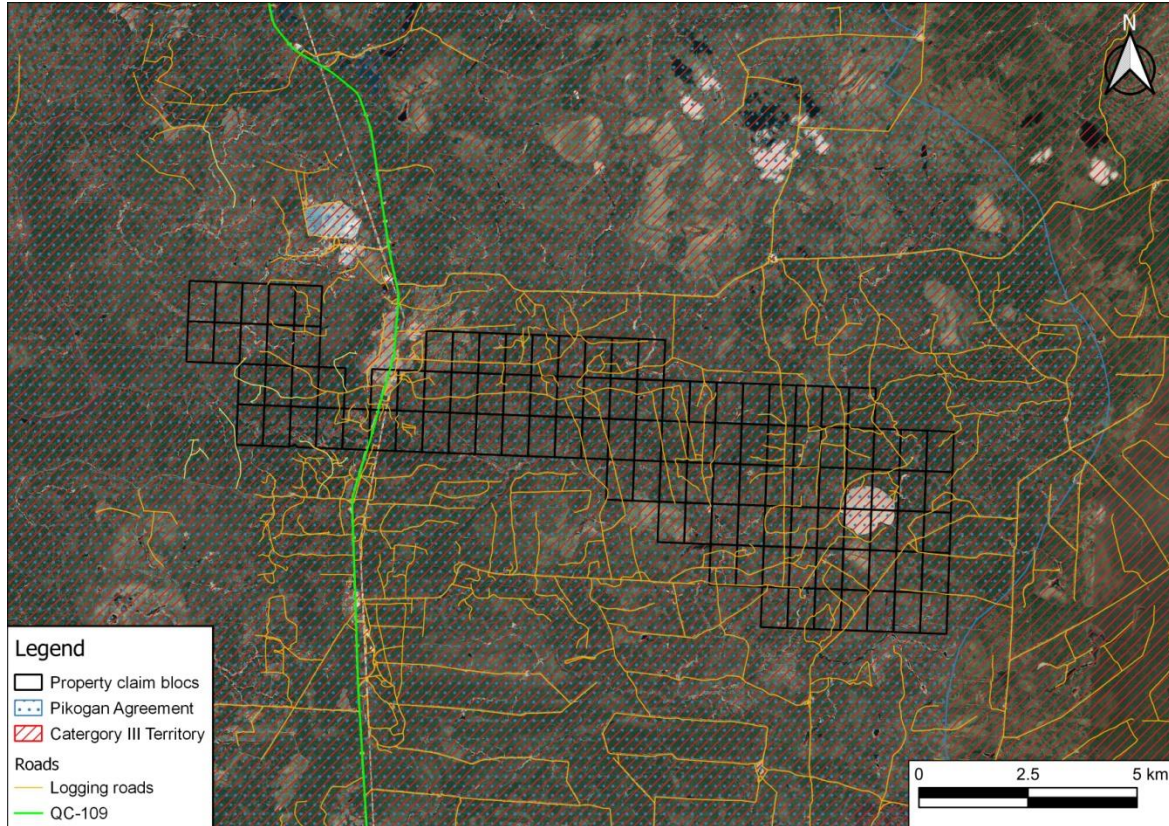 N
Legend
Property claim blocs
Pikogan Agreement
Catergory III Territory
Roads
Logging roads
QC-109
0 2.5 5 km